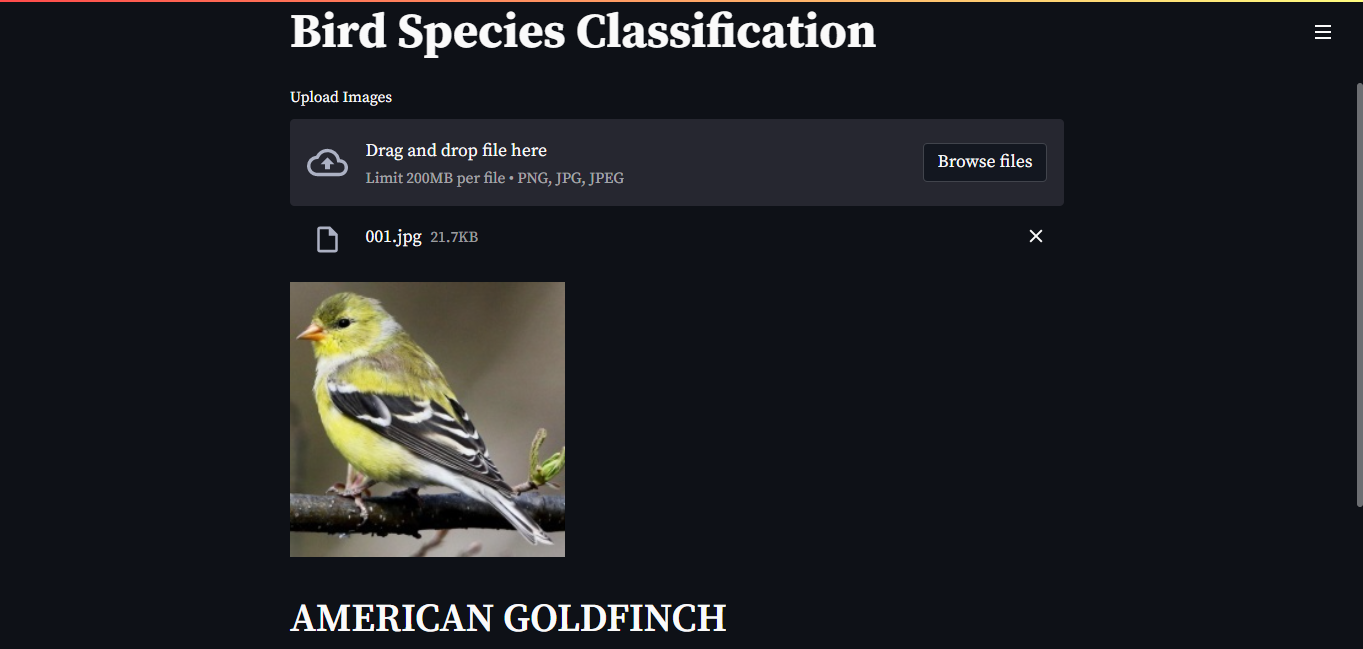 Bird Species Classification
Upload Images
Drag and drop file here
Limit 200MB per file • PNG, JPG, JPEG
Browse files
001.jpg 21.7KB
AMERICAN GOLDFINCH